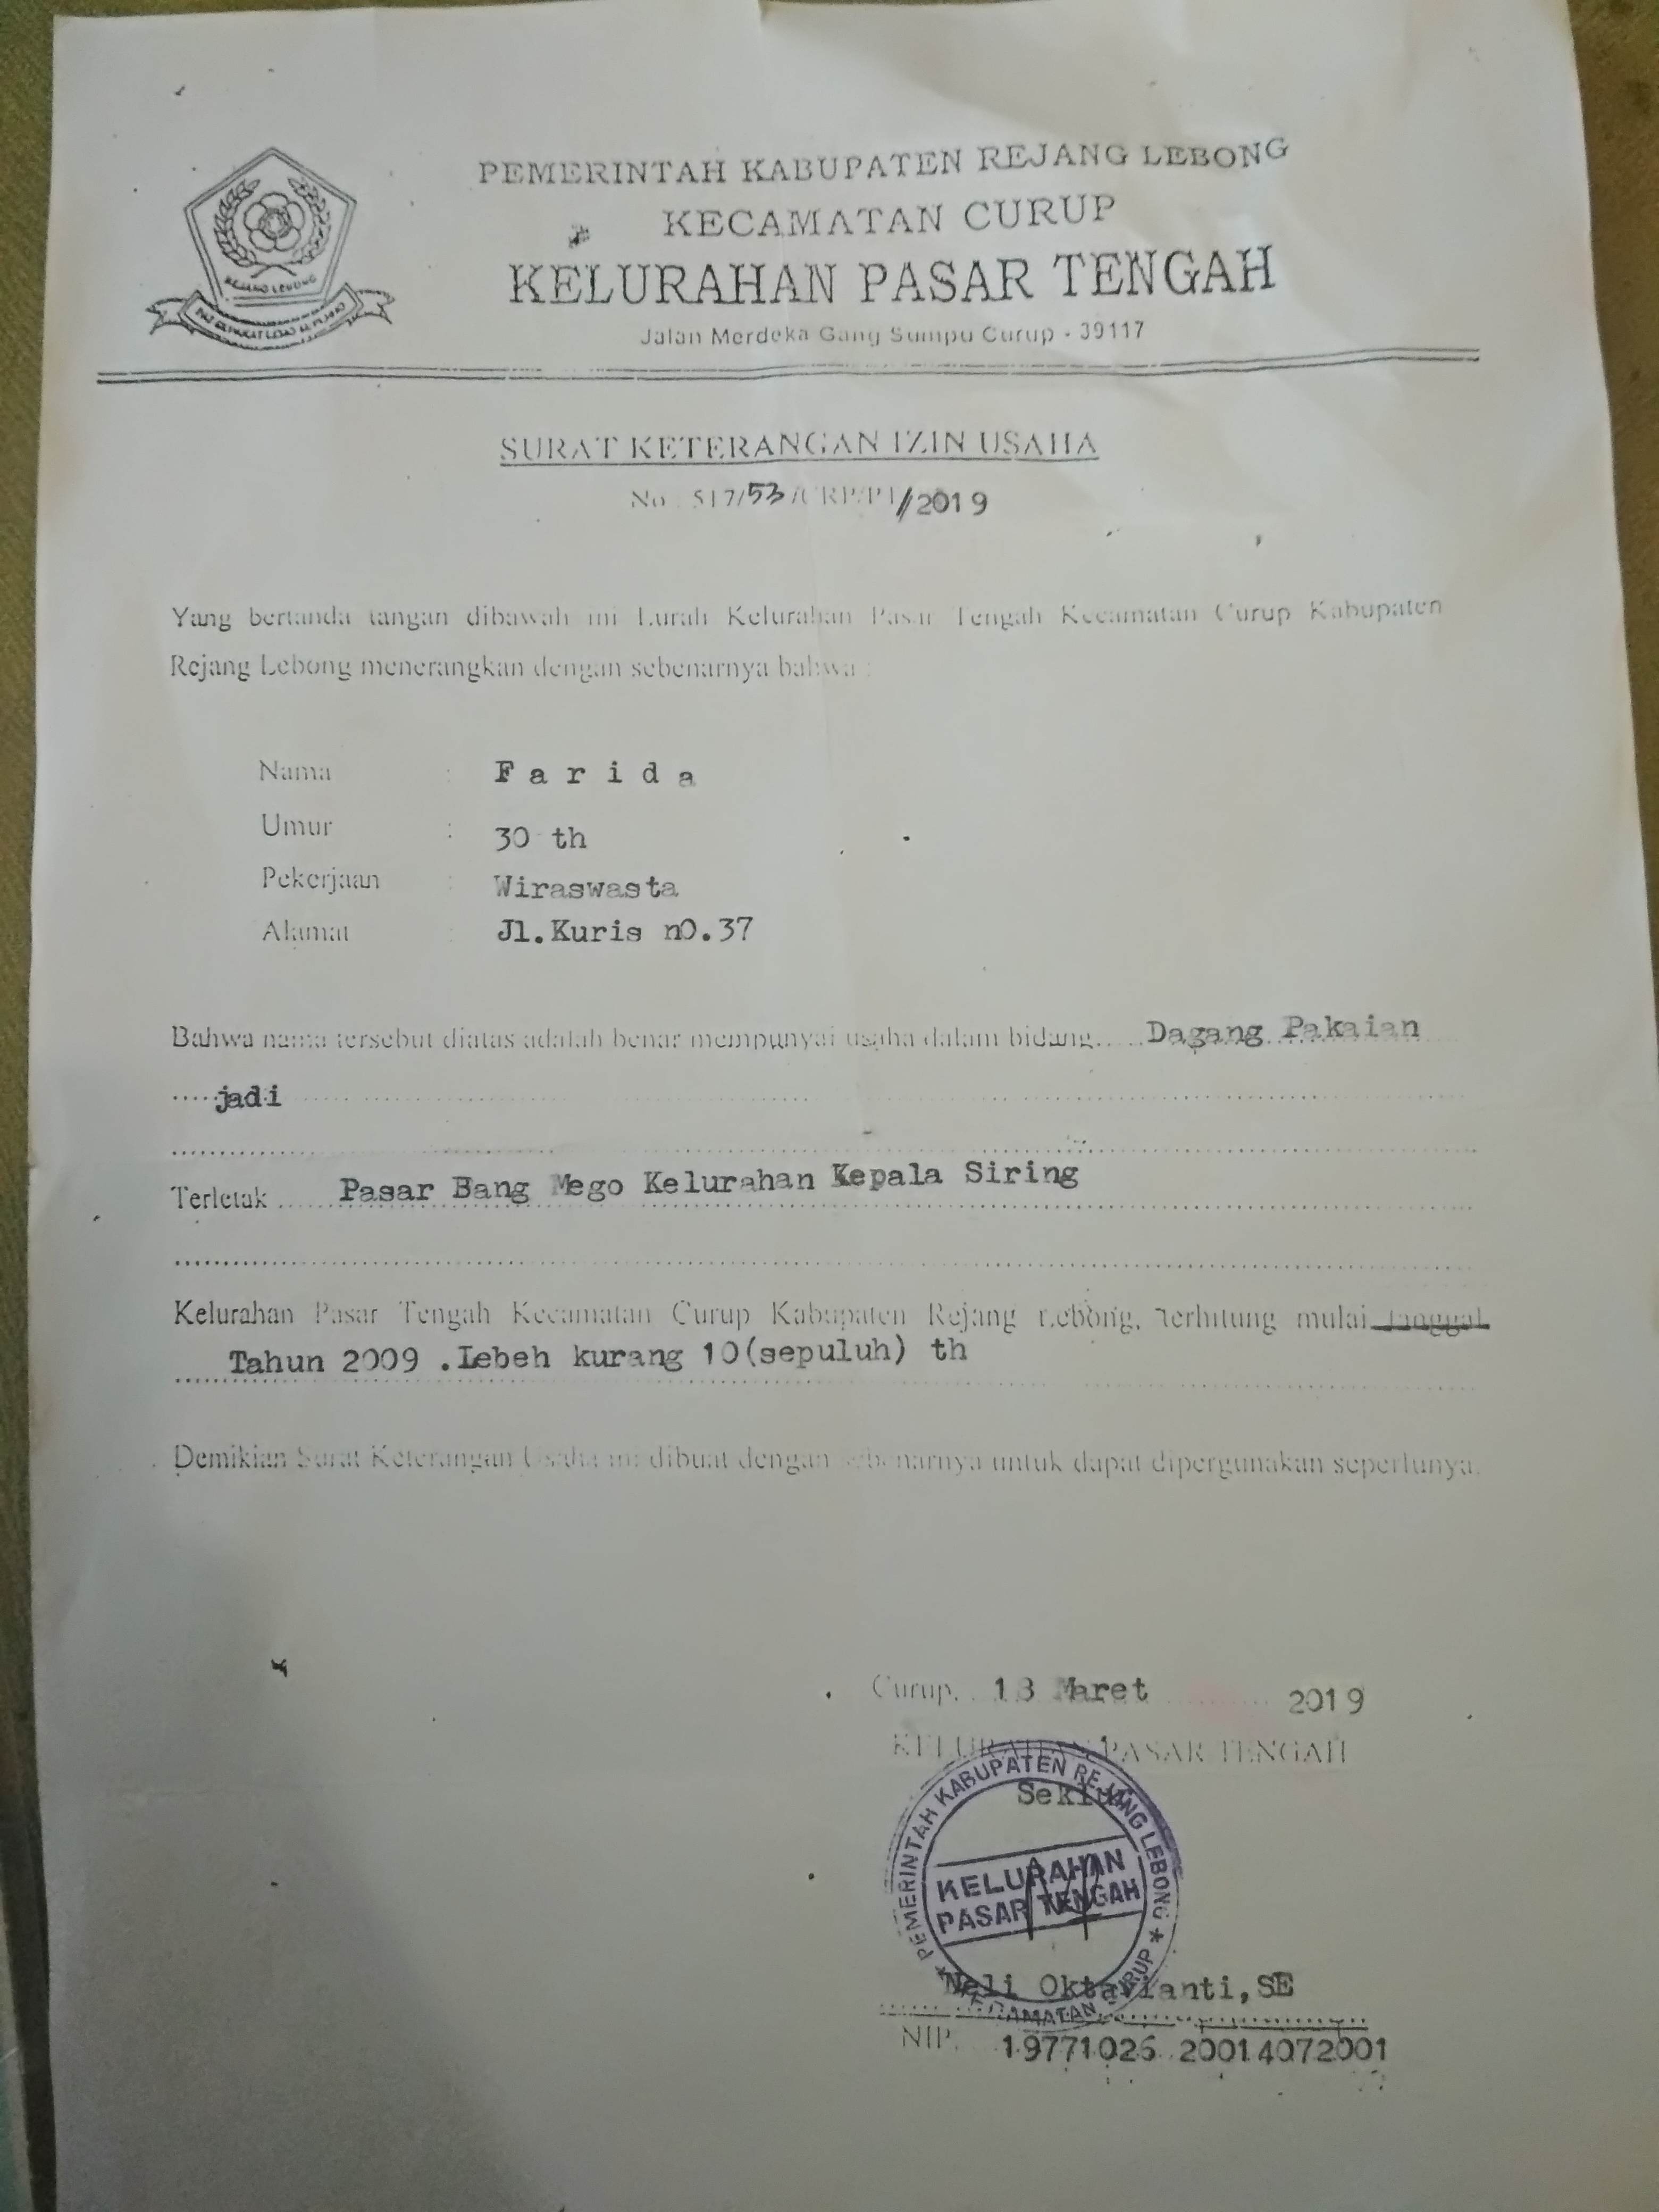 PEMERINTAH KABUPATEN REJANG LEBONG
KECAMATAN CURUP
KELURAHAN PASAR TENGAH
Jalan Merdeka Gang Sumpu Curup - 39117
REJANG LEBONG
SURAT KETERANGAN IZIN USAHA
No. 517/53/CRP/PT//2019
Yang bertanda tangan dibawah ini Lurah Kelurahan Pasar Tengah Kecamatan Curup Kabupaten
Rejang Lebong menerangkan dengan sebenarnya bahwa :
Nama : F a r i d a
Umur : 30 th
Pekerjaan : Wiraswasta
Alamat : Jl.Kuris nO.37
Bahwa nama tersebut diatas adalah benar mempunyai usaha dalam bidang..... Dagang Pakaian
.....jadi
Terletak ...... Pasar Bang Mego Kelurahan Kepala Siring
Kelurahan Pasar Tengah Kecamatan Curup Kabupaten Rejang Lebong, Terhitung mulai tanggal
Tahun 2009 .Lebeh kurang 10(sepuluh) th
Demikian Surat Keterangan Usaha ini dibuat dengan sebenarnya untuk dapat dipergunakan seperlunya.
Curup, 13 Maret 2019
KELURAHAN PASAR TENGAH
PEMERINTAH KABUPATEN REJANG LEBONG
KELURAHAN
PASAR TENGAH
KECAMATAN CURUP
Neli Oktavianti,SE
NIP. 19771026 20014072001